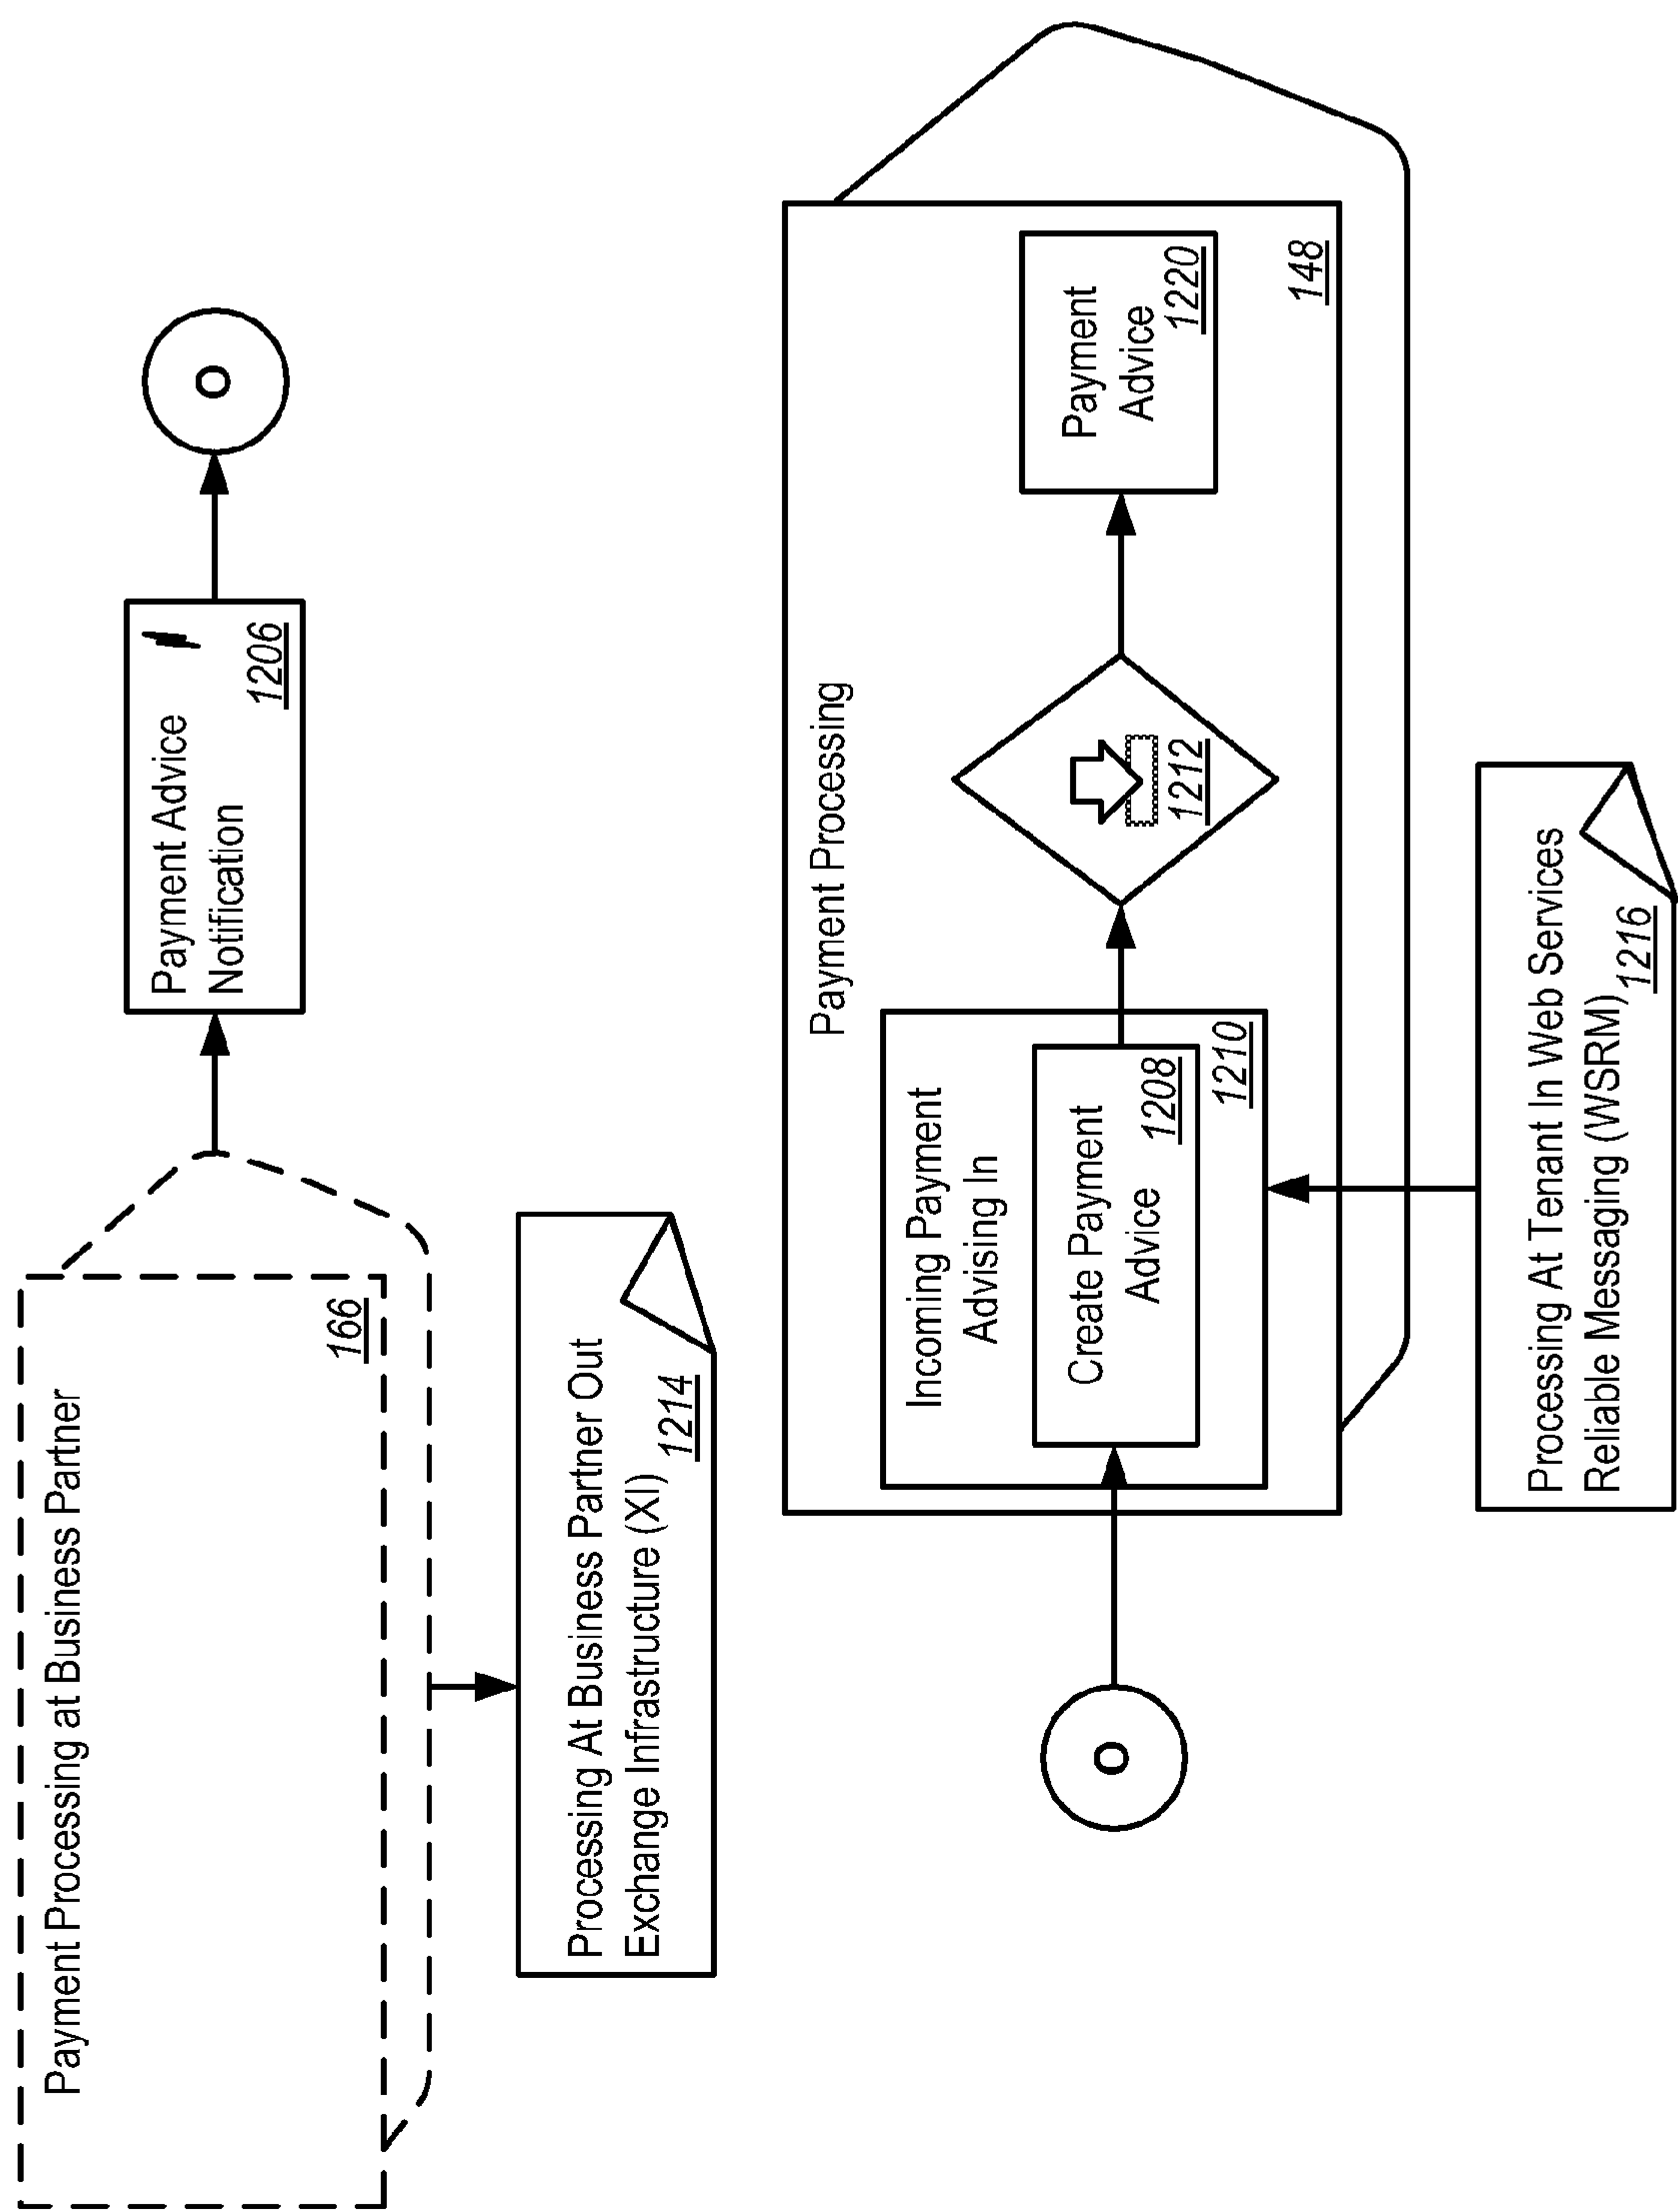 Payment Processing at Business Partner
166
Payment Advice
Notification
1206
O
Processing At Business Partner Out
Exchange Infrastructure (XI)
1214
O
Payment Processing
Incoming Payment
Advising In
Create Payment
Advice
1208
1210
1212
Payment
Advice
1220
148
Processing At Tenant In Web Services
Reliable Messaging (WSRM)
1216